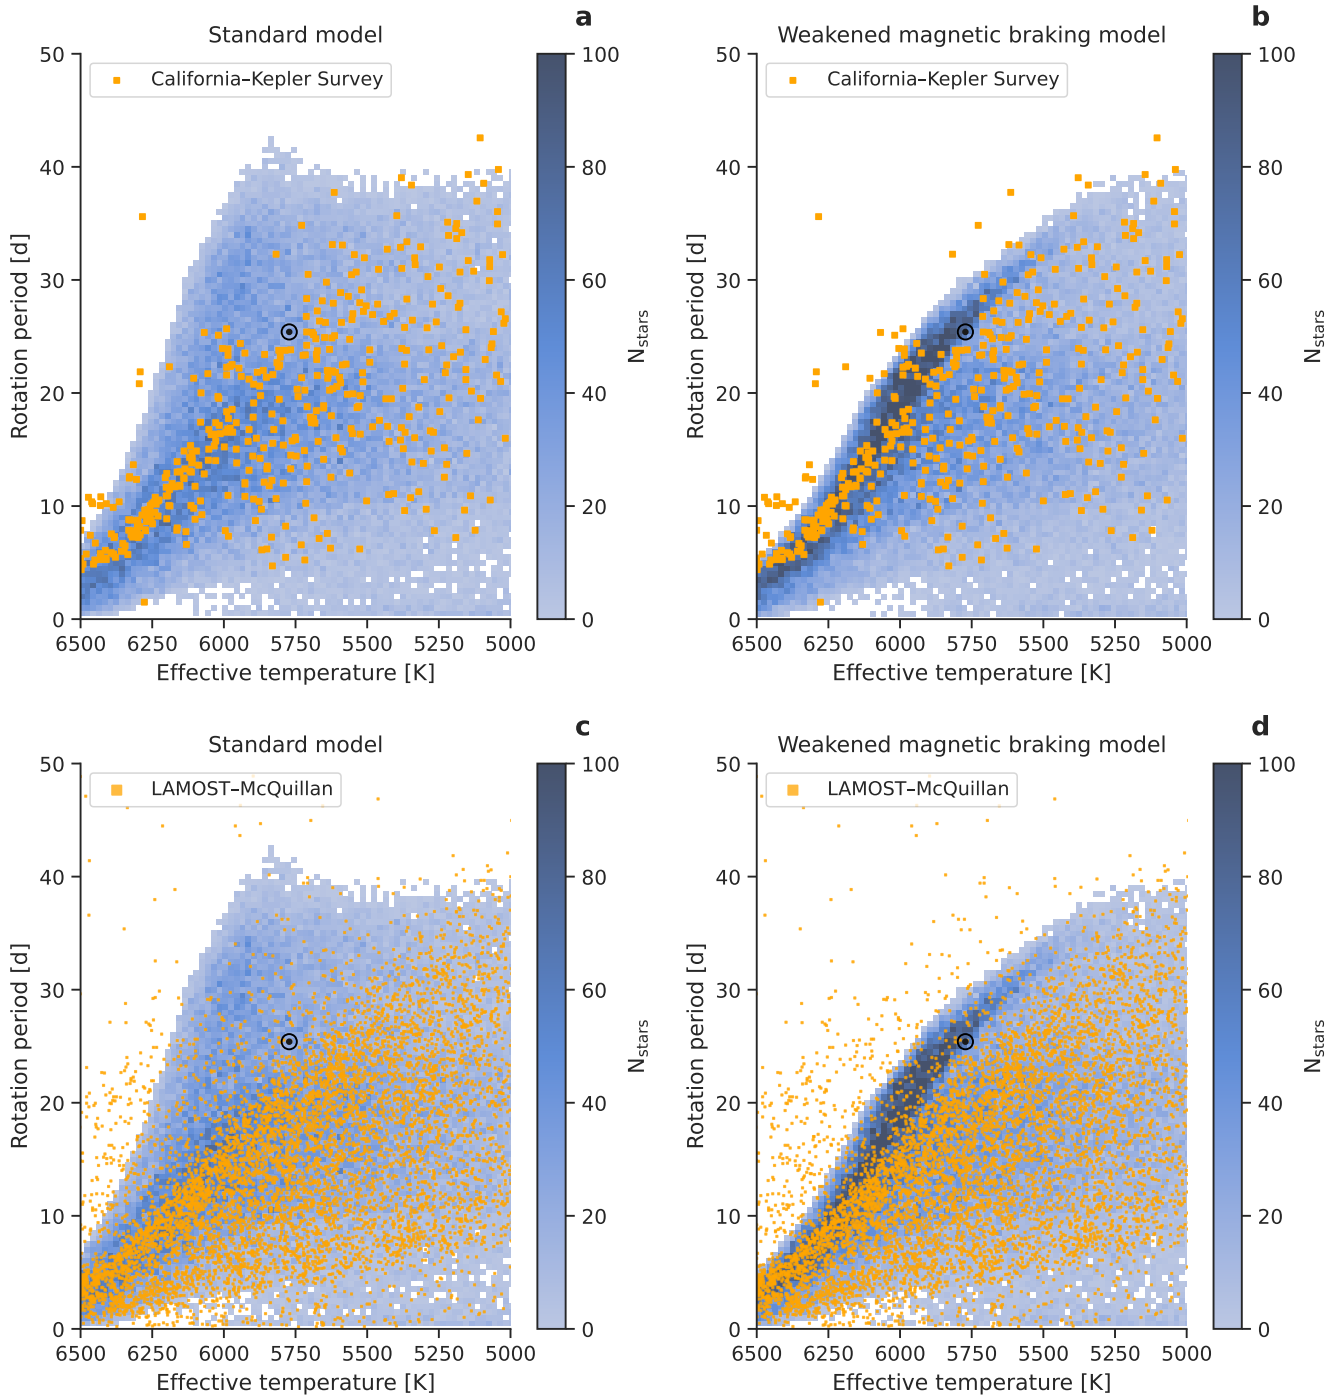 a
Standard model
California–Kepler Survey
50
40
30
20
10
0
Rotation period [d]
6500 6250 6000 5750 5500 5250 5000
Effective temperature [K]
100
80
60
40
20
0
Nstars
b
Weakened magnetic braking model
California–Kepler Survey
50
40
30
20
10
0
Rotation period [d]
6500 6250 6000 5750 5500 5250 5000
Effective temperature [K]
100
80
60
40
20
0
Nstars
c
Standard model
LAMOST–McQuillan
50
40
30
20
10
0
Rotation period [d]
6500 6250 6000 5750 5500 5250 5000
Effective temperature [K]
100
80
60
40
20
0
Nstars
d
Weakened magnetic braking model
LAMOST–McQuillan
50
40
30
20
10
0
Rotation period [d]
6500 6250 6000 5750 5500 5250 5000
Effective temperature [K]
100
80
60
40
20
0
Nstars